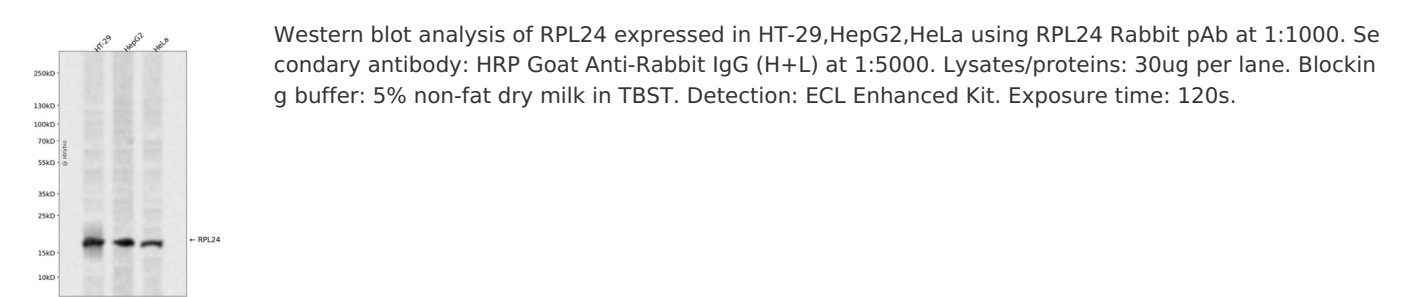 HT-29 HepG2 HeLa
250kD
130kD
100kD
70kD
55kD
35kD
25kD
15kD
10kD
← RPL24
Western blot analysis of RPL24 expressed in HT-29,HepG2,HeLa using RPL24 Rabbit pAb at 1:1000. Se
condary antibody: HRP Goat Anti-Rabbit IgG (H+L) at 1:5000. Lysates/proteins: 30ug per lane. Blockin
g buffer: 5% non-fat dry milk in TBST. Detection: ECL Enhanced Kit. Exposure time: 120s.